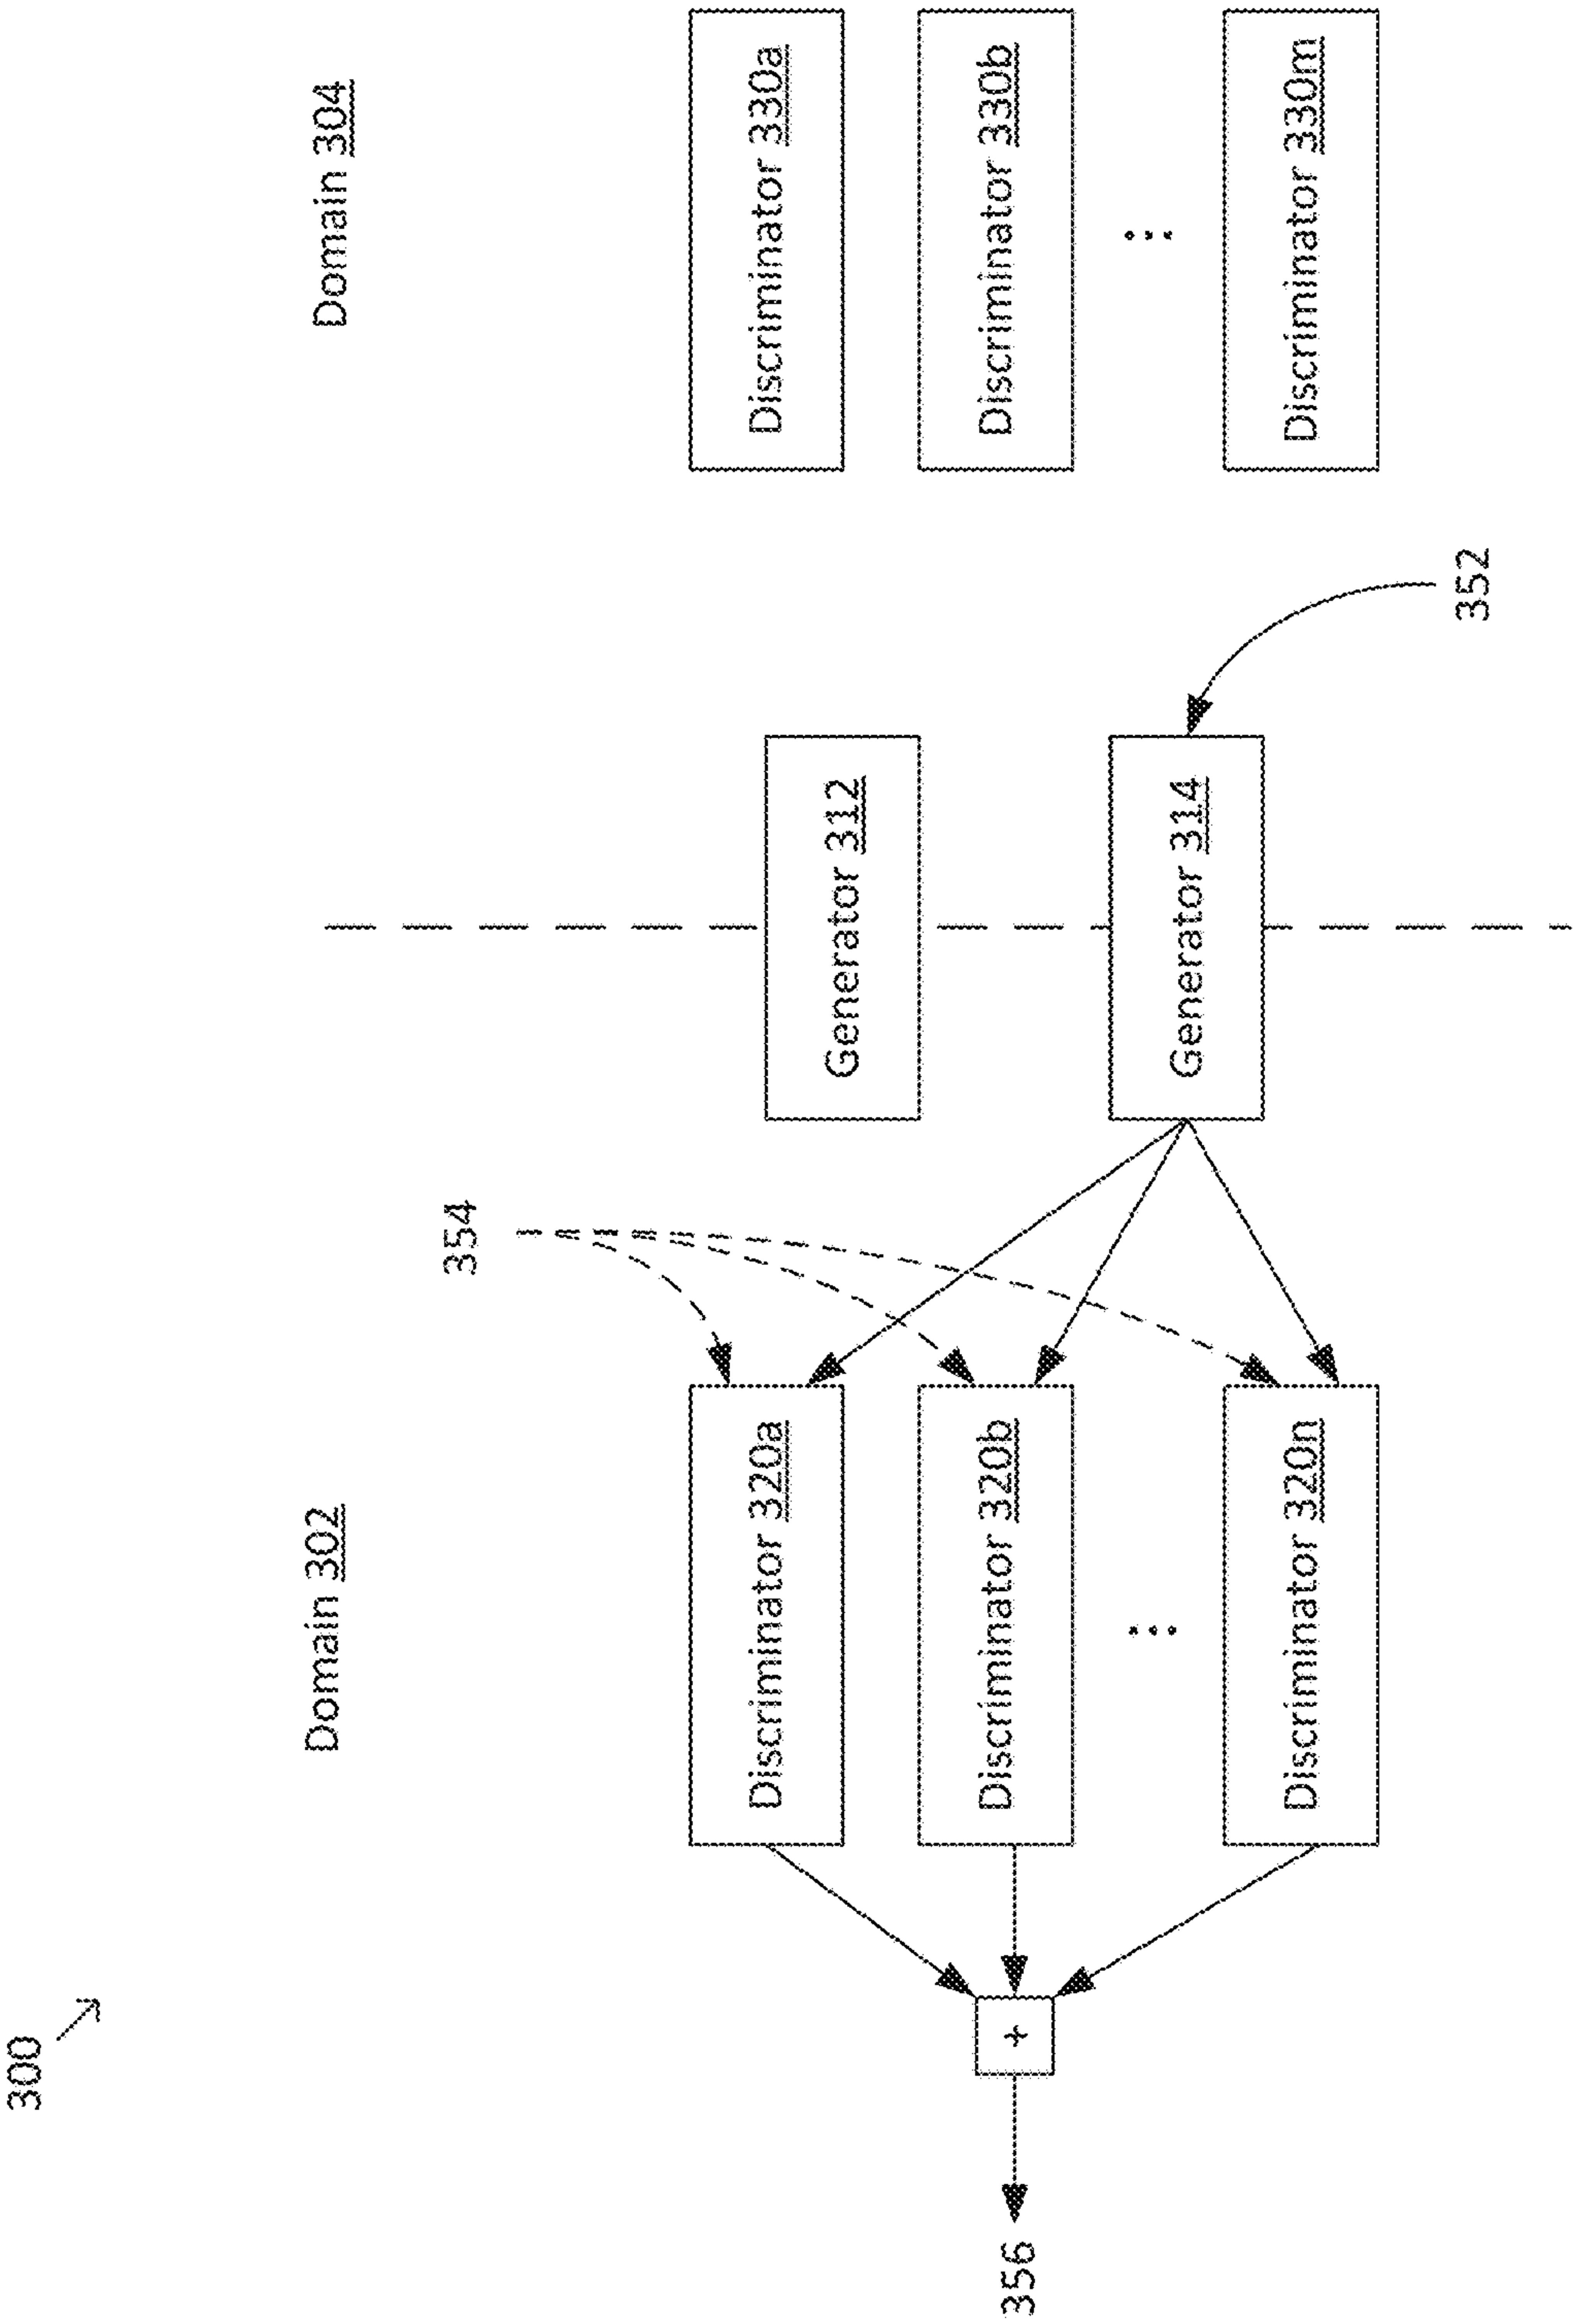 300
Domain 302
Domain 304
354
Discriminator 320a
Generator 312
Discriminator 330a
Discriminator 320b
Discriminator 330b
+
356
...
...
Generator 314
Discriminator 320n
Discriminator 330m
352